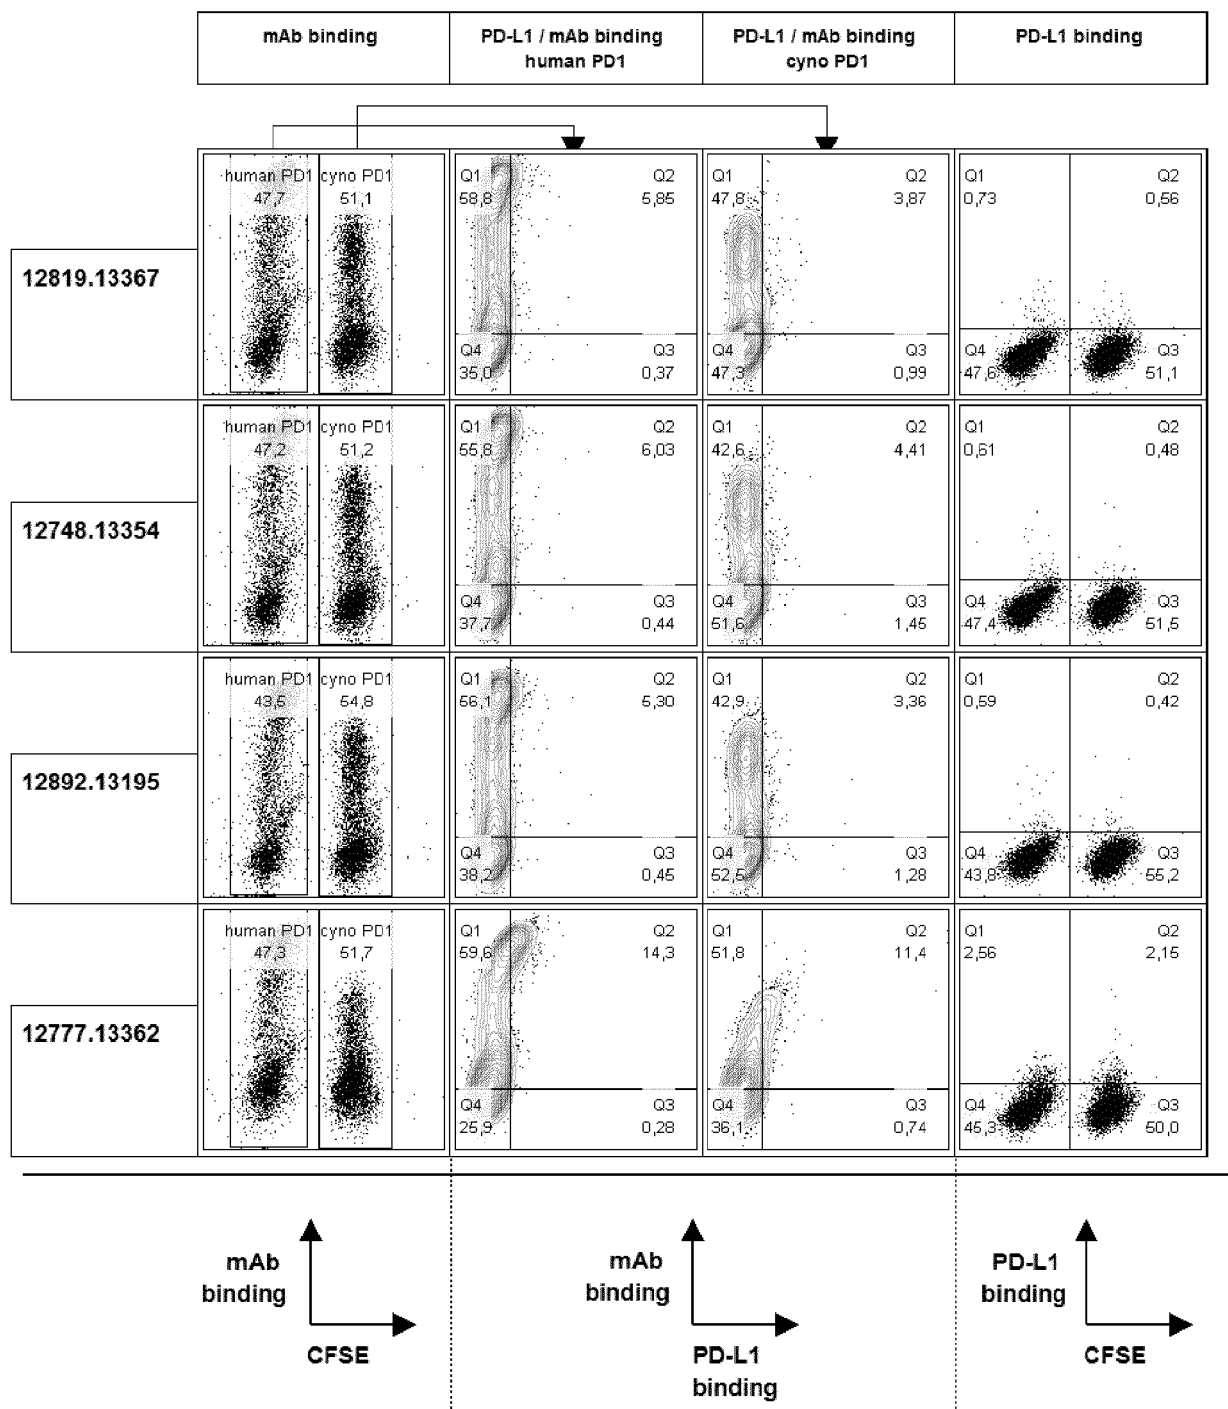 mAb binding
PD-L1 / mAb binding
human PD1
PD-L1 / mAb binding
cyno PD1
PD-L1 binding
12819.13367
human PD1
47,7
cyno PD1
51,1
Q1
58,8
Q2
5,85
Q4
35,0
Q3
0,37
Q1
47,8
Q2
3,87
Q4
47,3
Q3
0,99
Q1
0,73
Q2
0,56
Q4
47,6
Q3
51,1
12748.13354
human PD1
47,2
cyno PD1
51,2
Q1
55,8
Q2
6,03
Q4
37,7
Q3
0,44
Q1
42,6
Q2
4,41
Q4
51,6
Q3
1,45
Q1
0,61
Q2
0,48
Q4
47,4
Q3
51,5
12892.13195
human PD1
43,5
cyno PD1
54,8
Q1
56,1
Q2
5,30
Q4
38,2
Q3
0,45
Q1
42,9
Q2
3,36
Q4
52,5
Q3
1,28
Q1
0,59
Q2
0,42
Q4
43,8
Q3
55,2
12777.13362
human PD1
47,3
cyno PD1
51,7
Q1
59,6
Q2
14,3
Q4
25,9
Q3
0,28
Q1
51,8
Q2
11,4
Q4
36,1
Q3
0,74
Q1
2,56
Q2
2,15
Q4
45,3
Q3
50,0
mAb
binding
CFSE
mAb
binding
PD-L1
binding
PD-L1
binding
CFSE